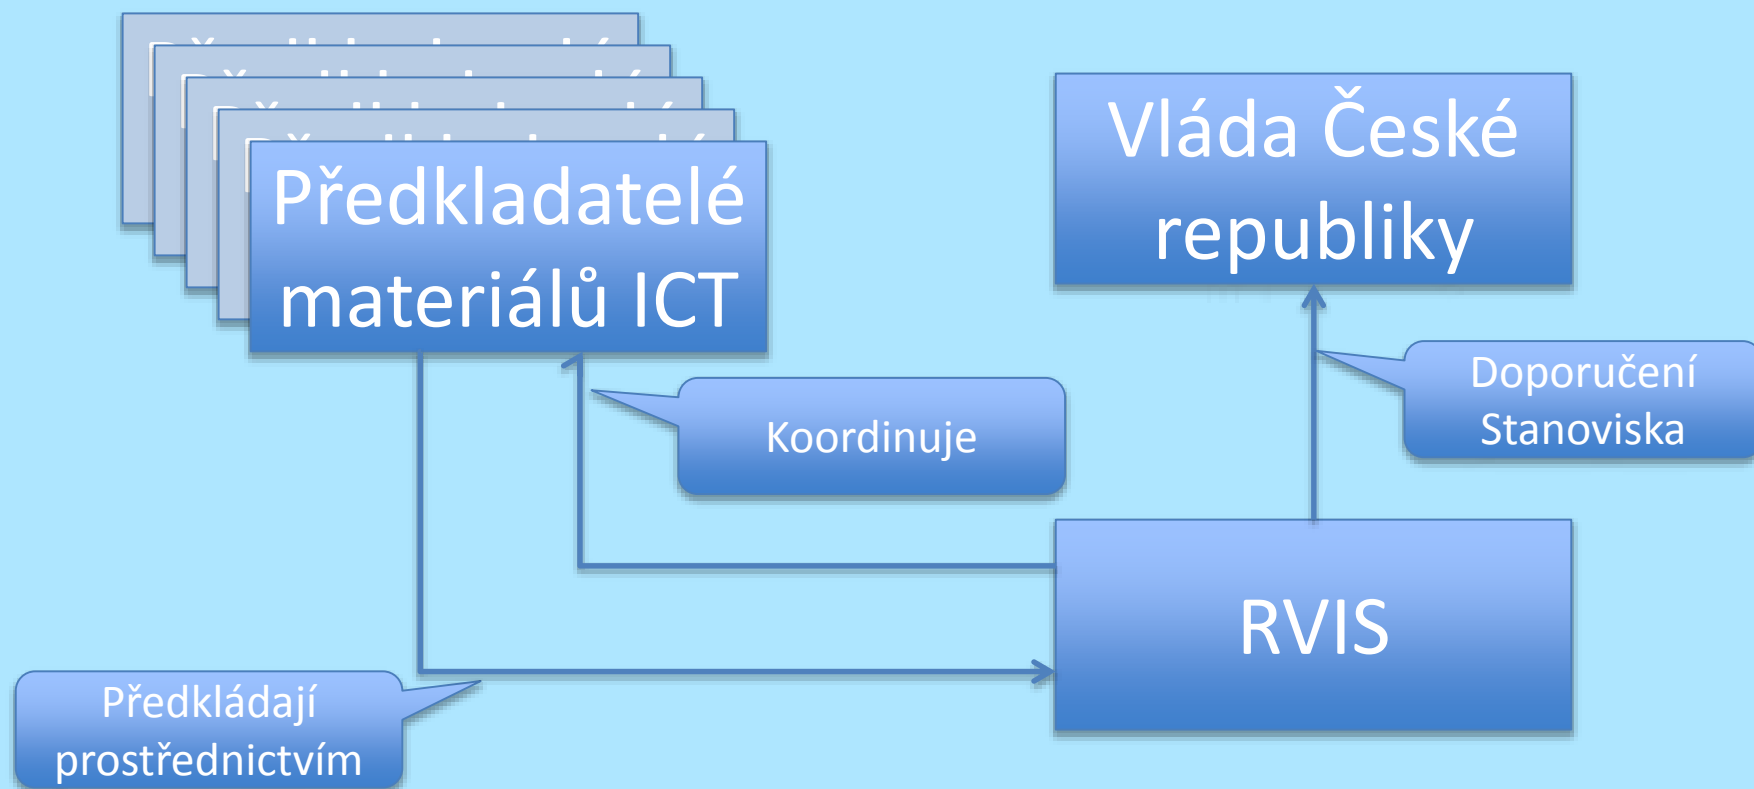 Předkladatelé
materiálů ICT
Vláda České
republiky
Doporučení
Stanoviska
Koordinuje
RVIS
Předkládají
prostřednictvím